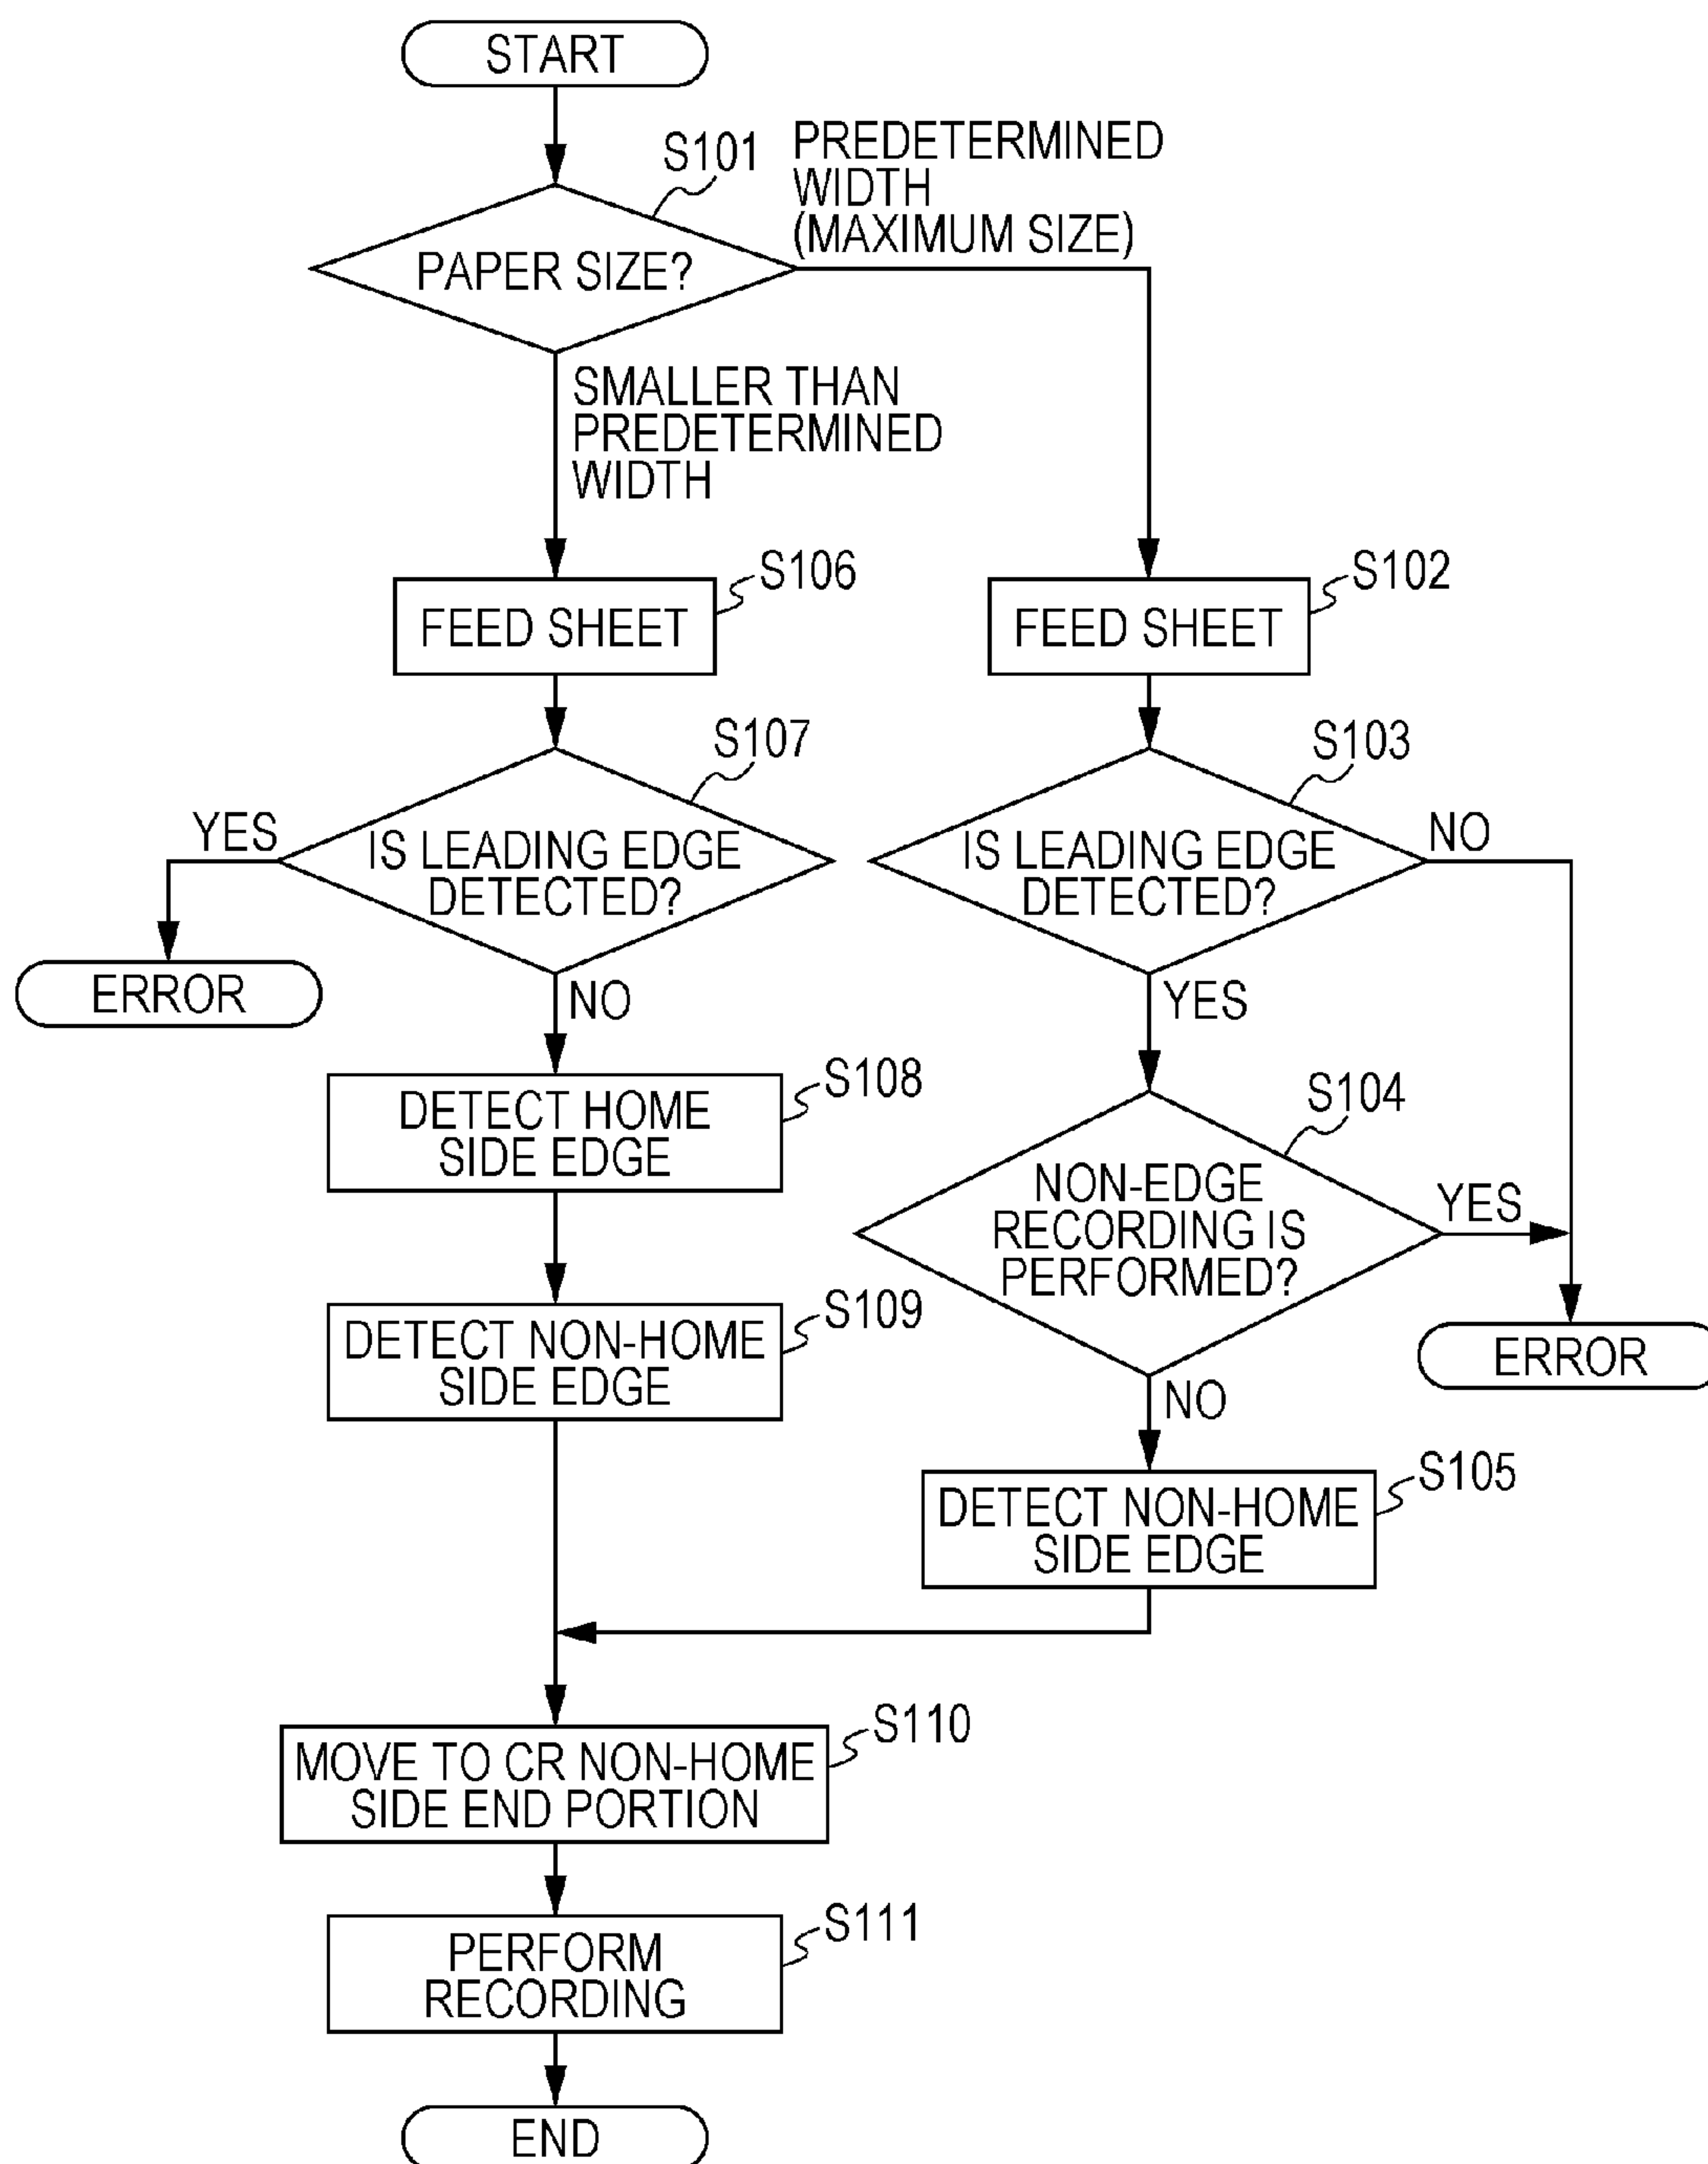 START
S101
PREDETERMINED
WIDTH
(MAXIMUM SIZE)
PAPER SIZE?
SMALLER THAN
PREDETERMINED
WIDTH
S106
FEED SHEET
S102
FEED SHEET
S107
YES
IS LEADING EDGE
DETECTED?
S103
NO
IS LEADING EDGE
DETECTED?
ERROR
NO
YES
S108
DETECT HOME
SIDE EDGE
S104
NON-EDGE
RECORDING IS
PERFORMED?
YES
S109
DETECT NON-HOME
SIDE EDGE
ERROR
NO
S105
DETECT NON-HOME
SIDE EDGE
S110
MOVE TO CR NON-HOME
SIDE END PORTION
S111
PERFORM
RECORDING
END